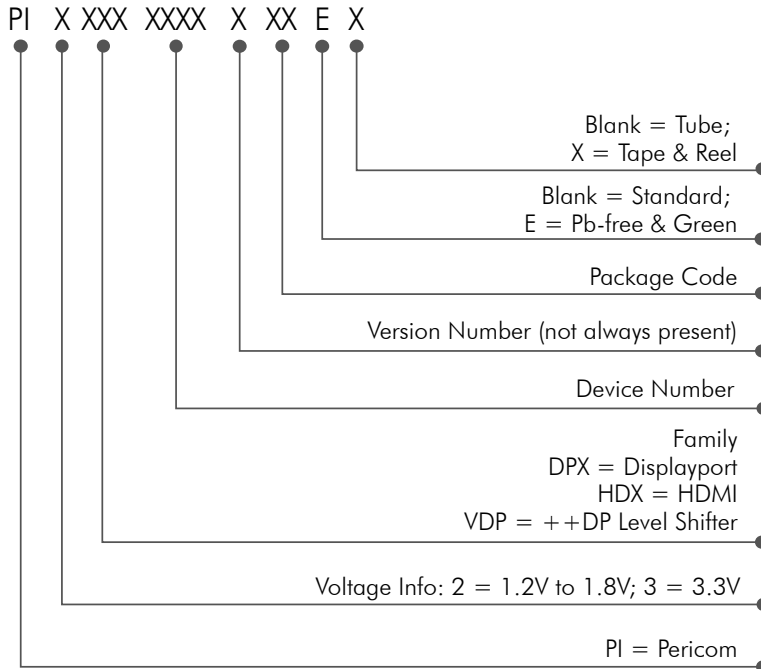 PI X XXX XXXX X XX E X
Blank = Tube;
X = Tape & Reel
Blank = Standard;
E = Pb-free & Green
Package Code
Version Number (not always present)
Device Number
Family
DPX = Displayport
HDX = HDMI
VDP = ++DP Level Shifter
Voltage Info: 2 = 1.2V to 1.8V; 3 = 3.3V
PI = Pericom